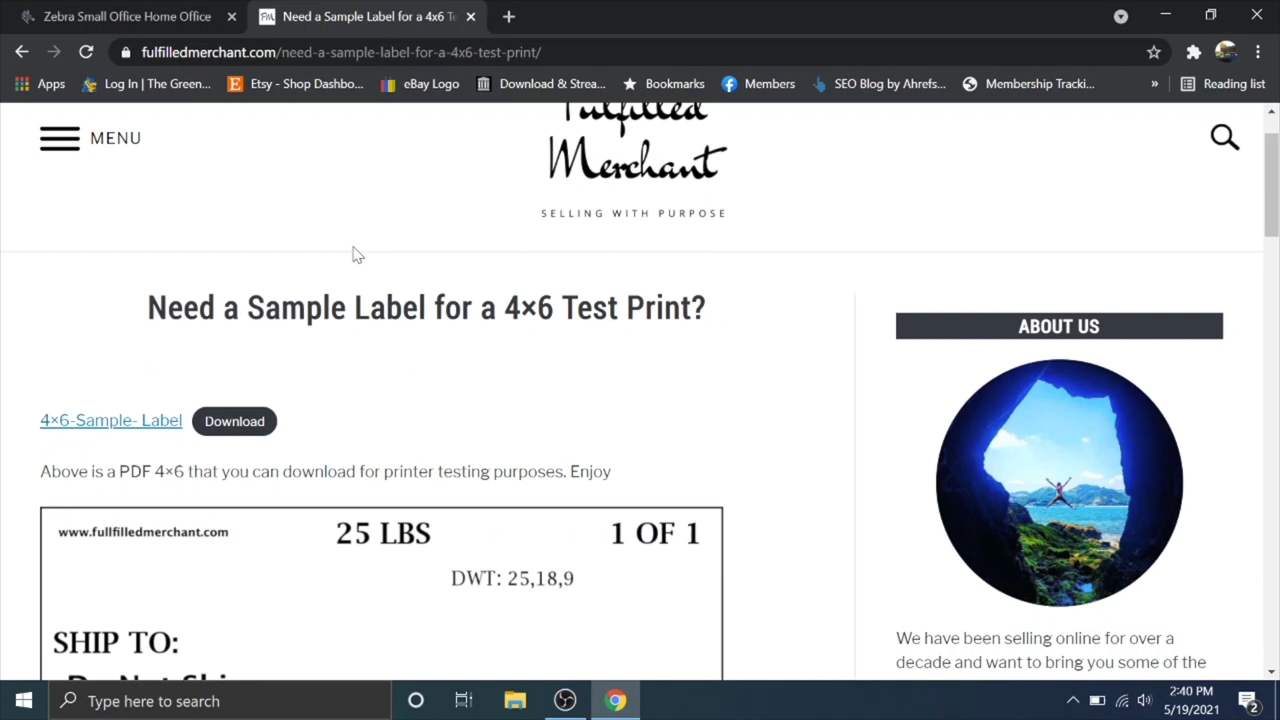 Zebra Small Office Home Office
Need a Sample Label for a 4x6 Te
fulfilledmerchant.com/need-a-sample-label-for-a-4x6-test-print/
Apps
Log In | The Green...
Etsy - Shop Dashbo...
eBay Logo
Download & Strea...
Bookmarks
Members
SEO Blog by Ahrefs...
Membership Tracki...
»
Reading list
MENU
Fulfilled
Merchant
SELLING WITH PURPOSE
Need a Sample Label for a 4×6 Test Print?
ABOUT US
4×6-Sample- Label
Download
Above is a PDF 4×6 that you can download for printer testing purposes. Enjoy
www.fullfilledmerchant.com
25 LBS
1 OF 1
DWT: 25,18,9
SHIP TO:
We have been selling online for over a
decade and want to bring you some of the
Type here to search
2:40 PM
5/19/2021
2